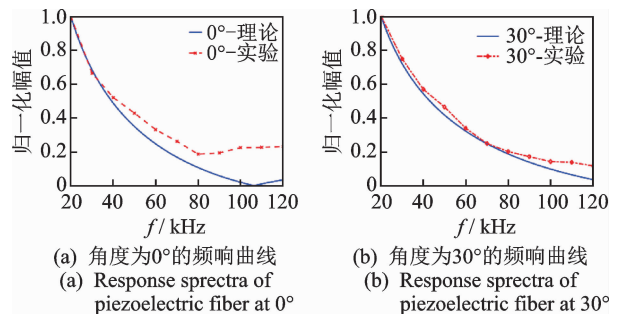 1.0
0.8
0.6
0.4
0.2
0
归一化幅值
0°-理论
0°-实验
20 40 60 80 100 120
f / kHz
(a) 角度为0°的频响曲线
(a) Response sprectra of
piezoelectric fiber at 0°
1.0
0.8
0.6
0.4
0.2
0
归一化幅值
30°-理论
30°-实验
20 40 60 80 100 120
f / kHz
(b) 角度为30°的频响曲线
(b) Response sprectra of
piezoelectric fiber at 30°